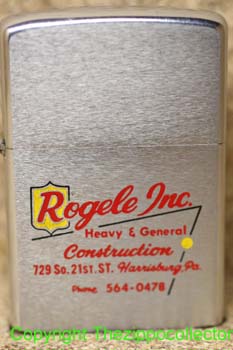 Rogele Inc.
Heavy & General
Construction
729 So. 21ST. ST. Harrisburg, Pa.
Phone 564-0478
Copyright Thezippocollector